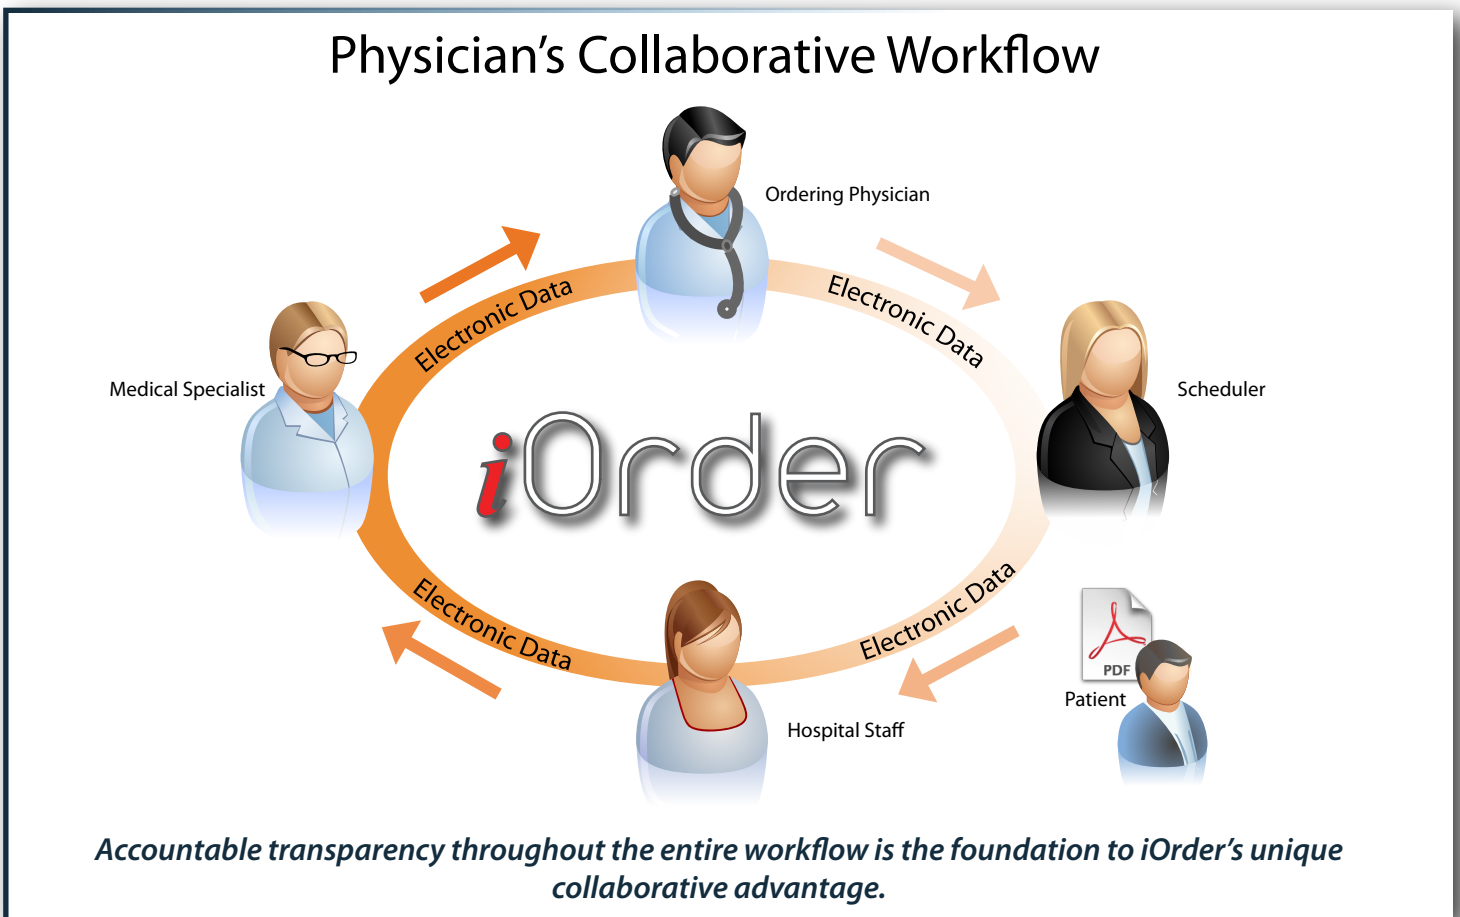 Physician’s Collaborative Workflow
Ordering Physician
Electronic Data
Electronic Data
Medical Specialist
Scheduler
iOrder
Electronic Data
Electronic Data
PDF
Patient
Hospital Staff
Accountable transparency throughout the entire workflow is the foundation to iOrder’s unique
collaborative advantage.